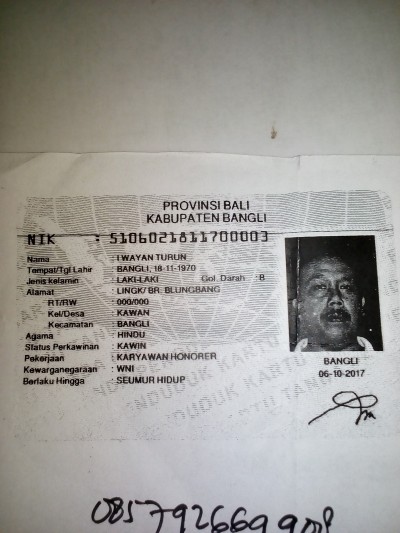 PROVINSI BALI
KABUPATEN BANGLI
NIK : 5106021811700003
Nama : I WAYAN TURUN
Tempat/Tgl Lahir : BANGLI, 18-11-1970
Jenis kelamin : LAKI-LAKI Gol. Darah : B
Alamat : LINGK/ BR. BLUNGBANG
RT/RW : 000/000
Kel/Desa : KAWAN
Kecamatan : BANGLI
Agama : HINDU
Status Perkawinan : KAWIN
Pekerjaan : KARYAWAN HONORER
Kewarganegaraan : WNI
Berlaku Hingga : SEUMUR HIDUP
BANGLI
06-10-2017